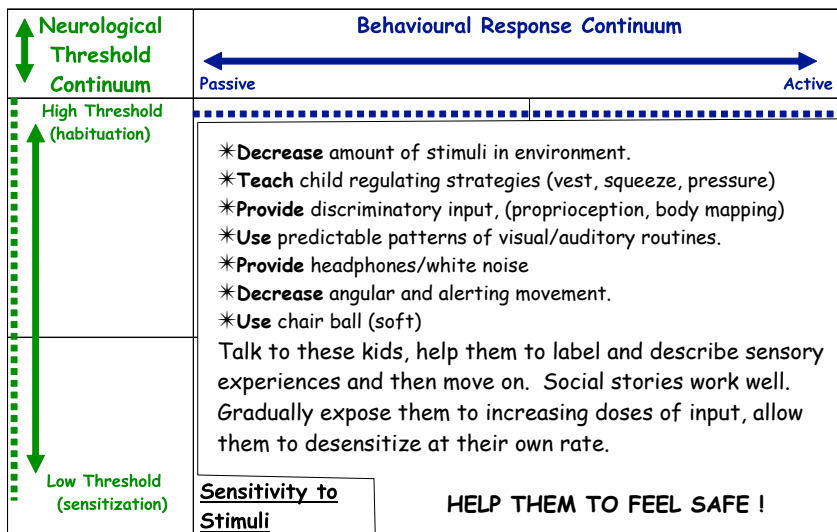 Neurological
Threshold
Continuum
Behavioural Response Continuum
Passive
Active
High Threshold
(habituation)
✳Decrease amount of stimuli in environment.
✳Teach child regulating strategies (vest, squeeze, pressure)
✳Provide discriminatory input, (proprioception, body mapping)
✳Use predictable patterns of visual/auditory routines.
✳Provide headphones/white noise
✳Decrease angular and alerting movement.
✳Use chair ball (soft)
Talk to these kids, help them to label and describe sensory
experiences and then move on.  Social stories work well.
Gradually expose them to increasing doses of input, allow
them to desensitize at their own rate.
Low Threshold
(sensitization)
Sensitivity to
Stimuli
HELP THEM TO FEEL SAFE !